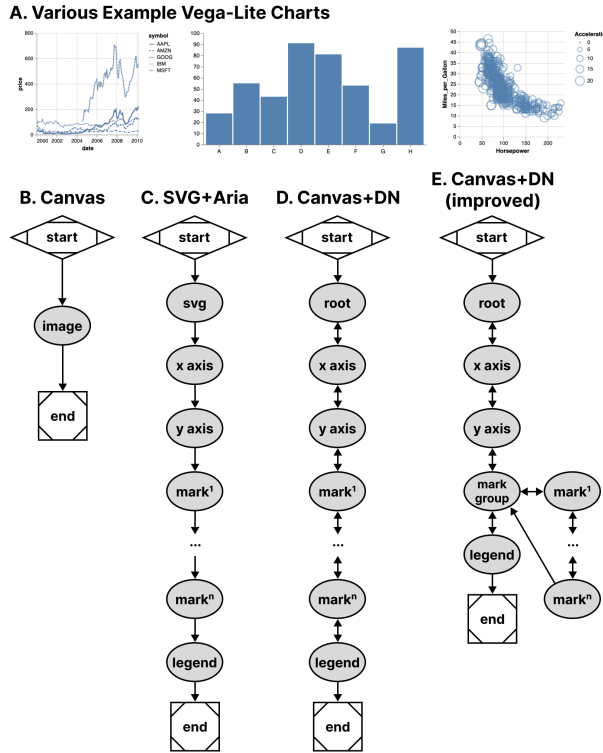 A. Various Example Vega-Lite Charts
800
600
400
200
0
price
2000 2002 2004 2006 2008 2010
date
symbol
AAPL
AMZN
GOOG
IBM
MSFT
100
90
80
70
60
50
40
30
20
10
0
A B C D E F G H
50
45
40
35
30
25
20
15
10
5
0
Miles_per_Gallon
0 50 100 150 200
Horsepower
Accelerati
0
5
10
15
20
B. Canvas
start
image
end
C. SVG+Aria
start
svg
x axis
y axis
mark¹
...
markⁿ
legend
end
D. Canvas+DN
start
root
x axis
y axis
mark¹
...
markⁿ
legend
end
E. Canvas+DN
(improved)
start
root
x axis
y axis
mark
group
mark¹
...
markⁿ
legend
end